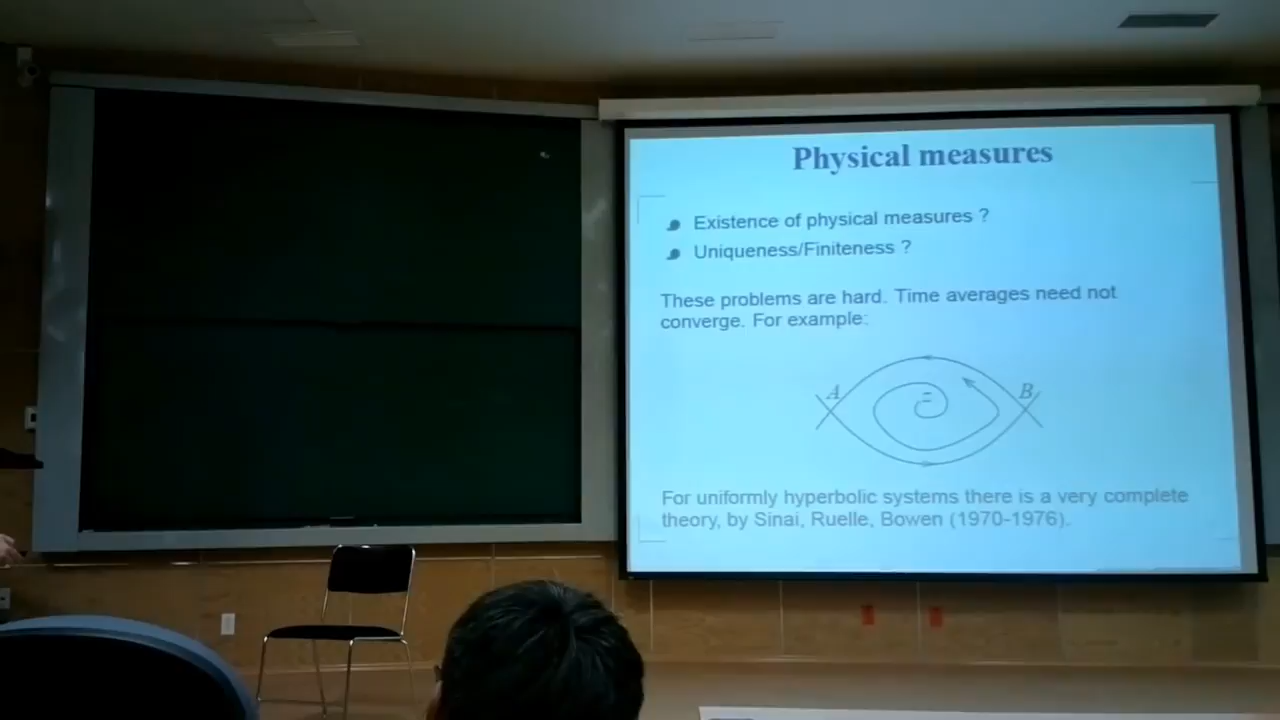 Physical measures
Existence of physical measures ?
Uniqueness/Finiteness ?
These problems are hard. Time averages need not
converge. For example:
A
B
For uniformly hyperbolic systems there is a very complete
theory, by Sinai, Ruelle, Bowen (1970-1976).